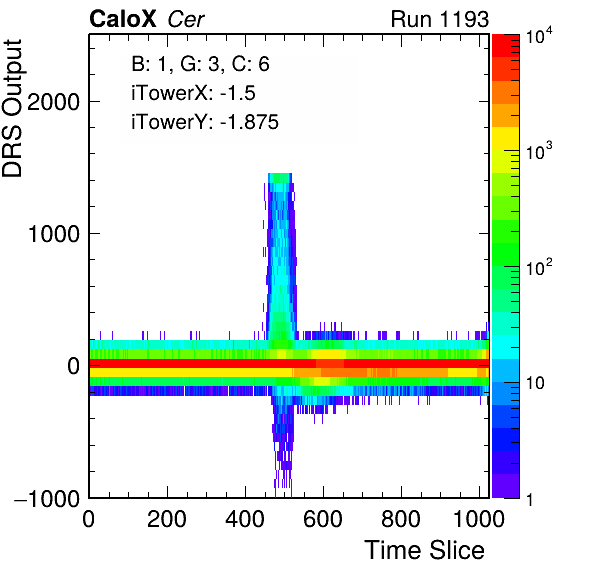 CaloX Cer Run 1193
B: 1, G: 3, C: 6
iTowerX: -1.5
iTowerY: -1.875
DRS Output
2000
1000
0
−1000
0 200 400 600 800 1000
Time Slice
10⁴
10³
10²
10
1